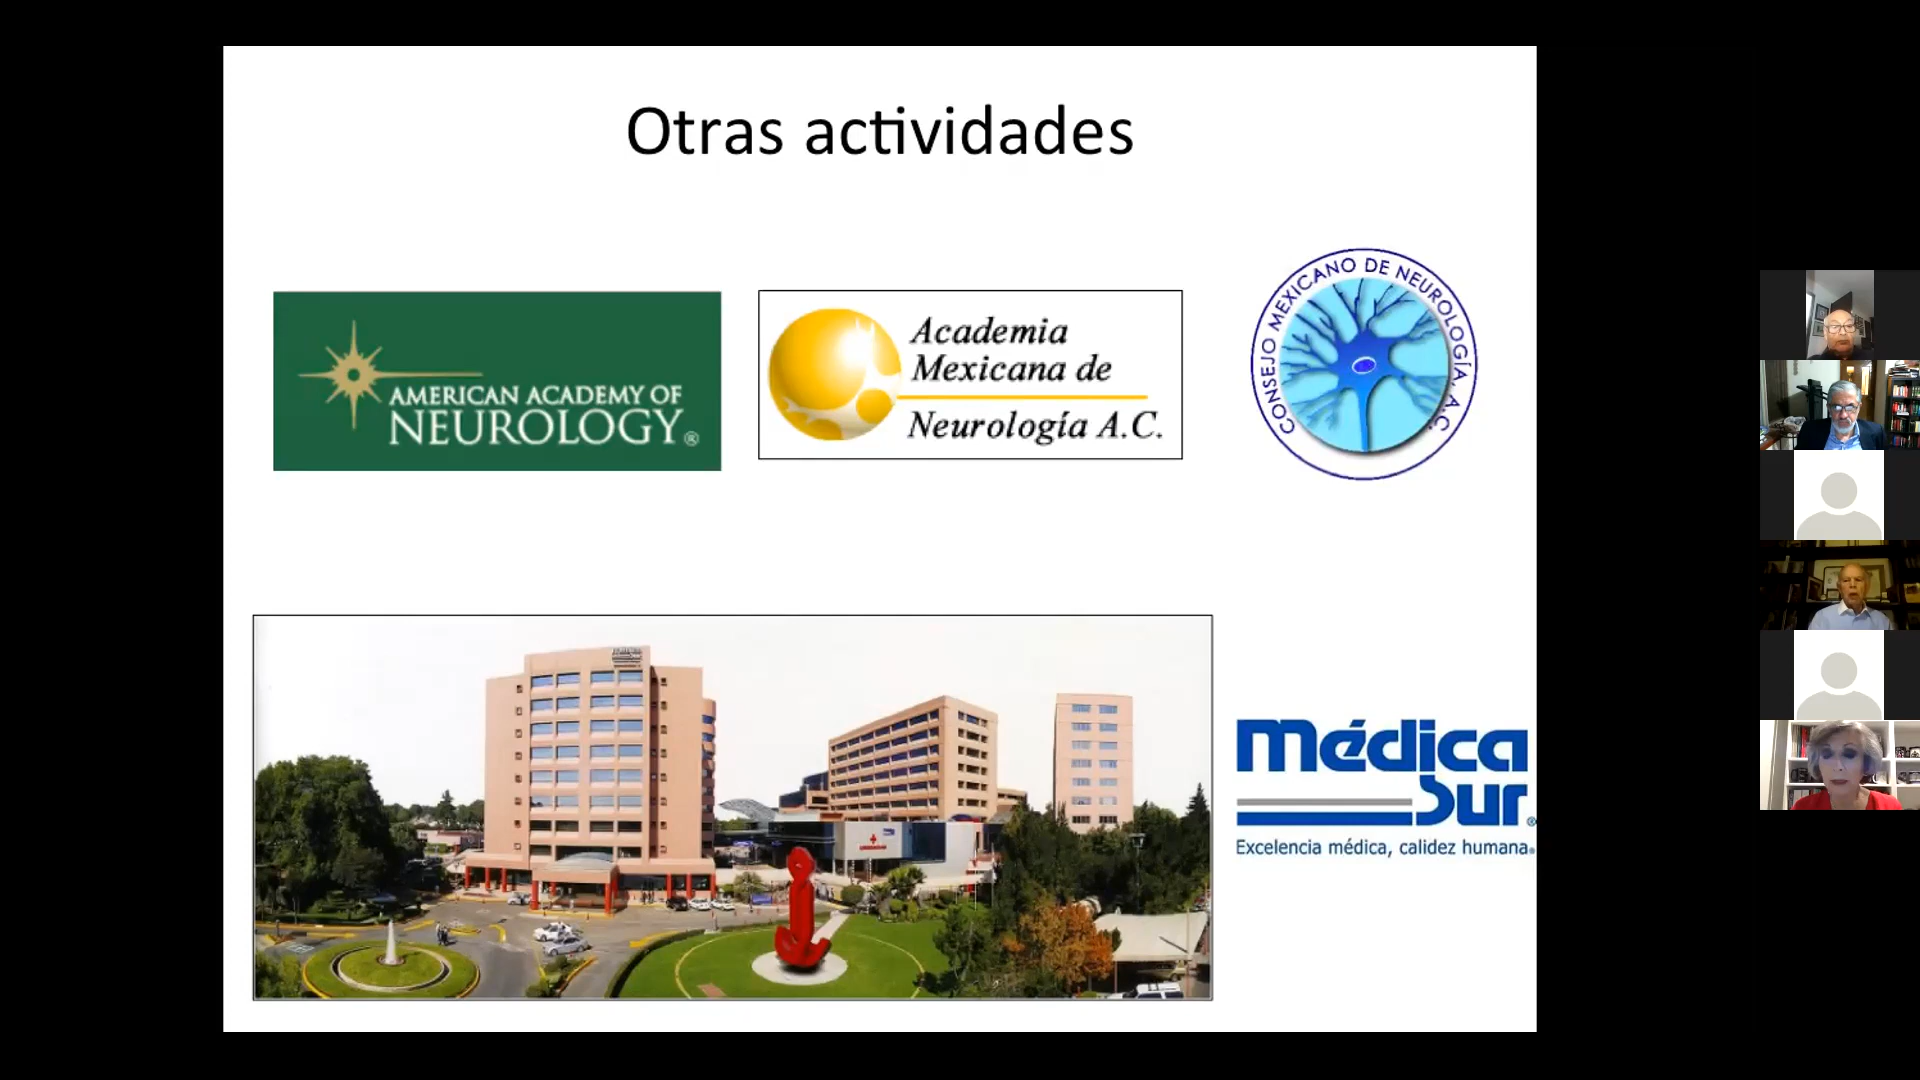 Otras actividades
AMERICAN ACADEMY OF
NEUROLOGY®
Academia
Mexicana de
Neurología A.C.
CONSEJO MEXICANO DE NEUROLOGÍA, A.C.
médica
Sur®
Excelencia médica, calidez humana®